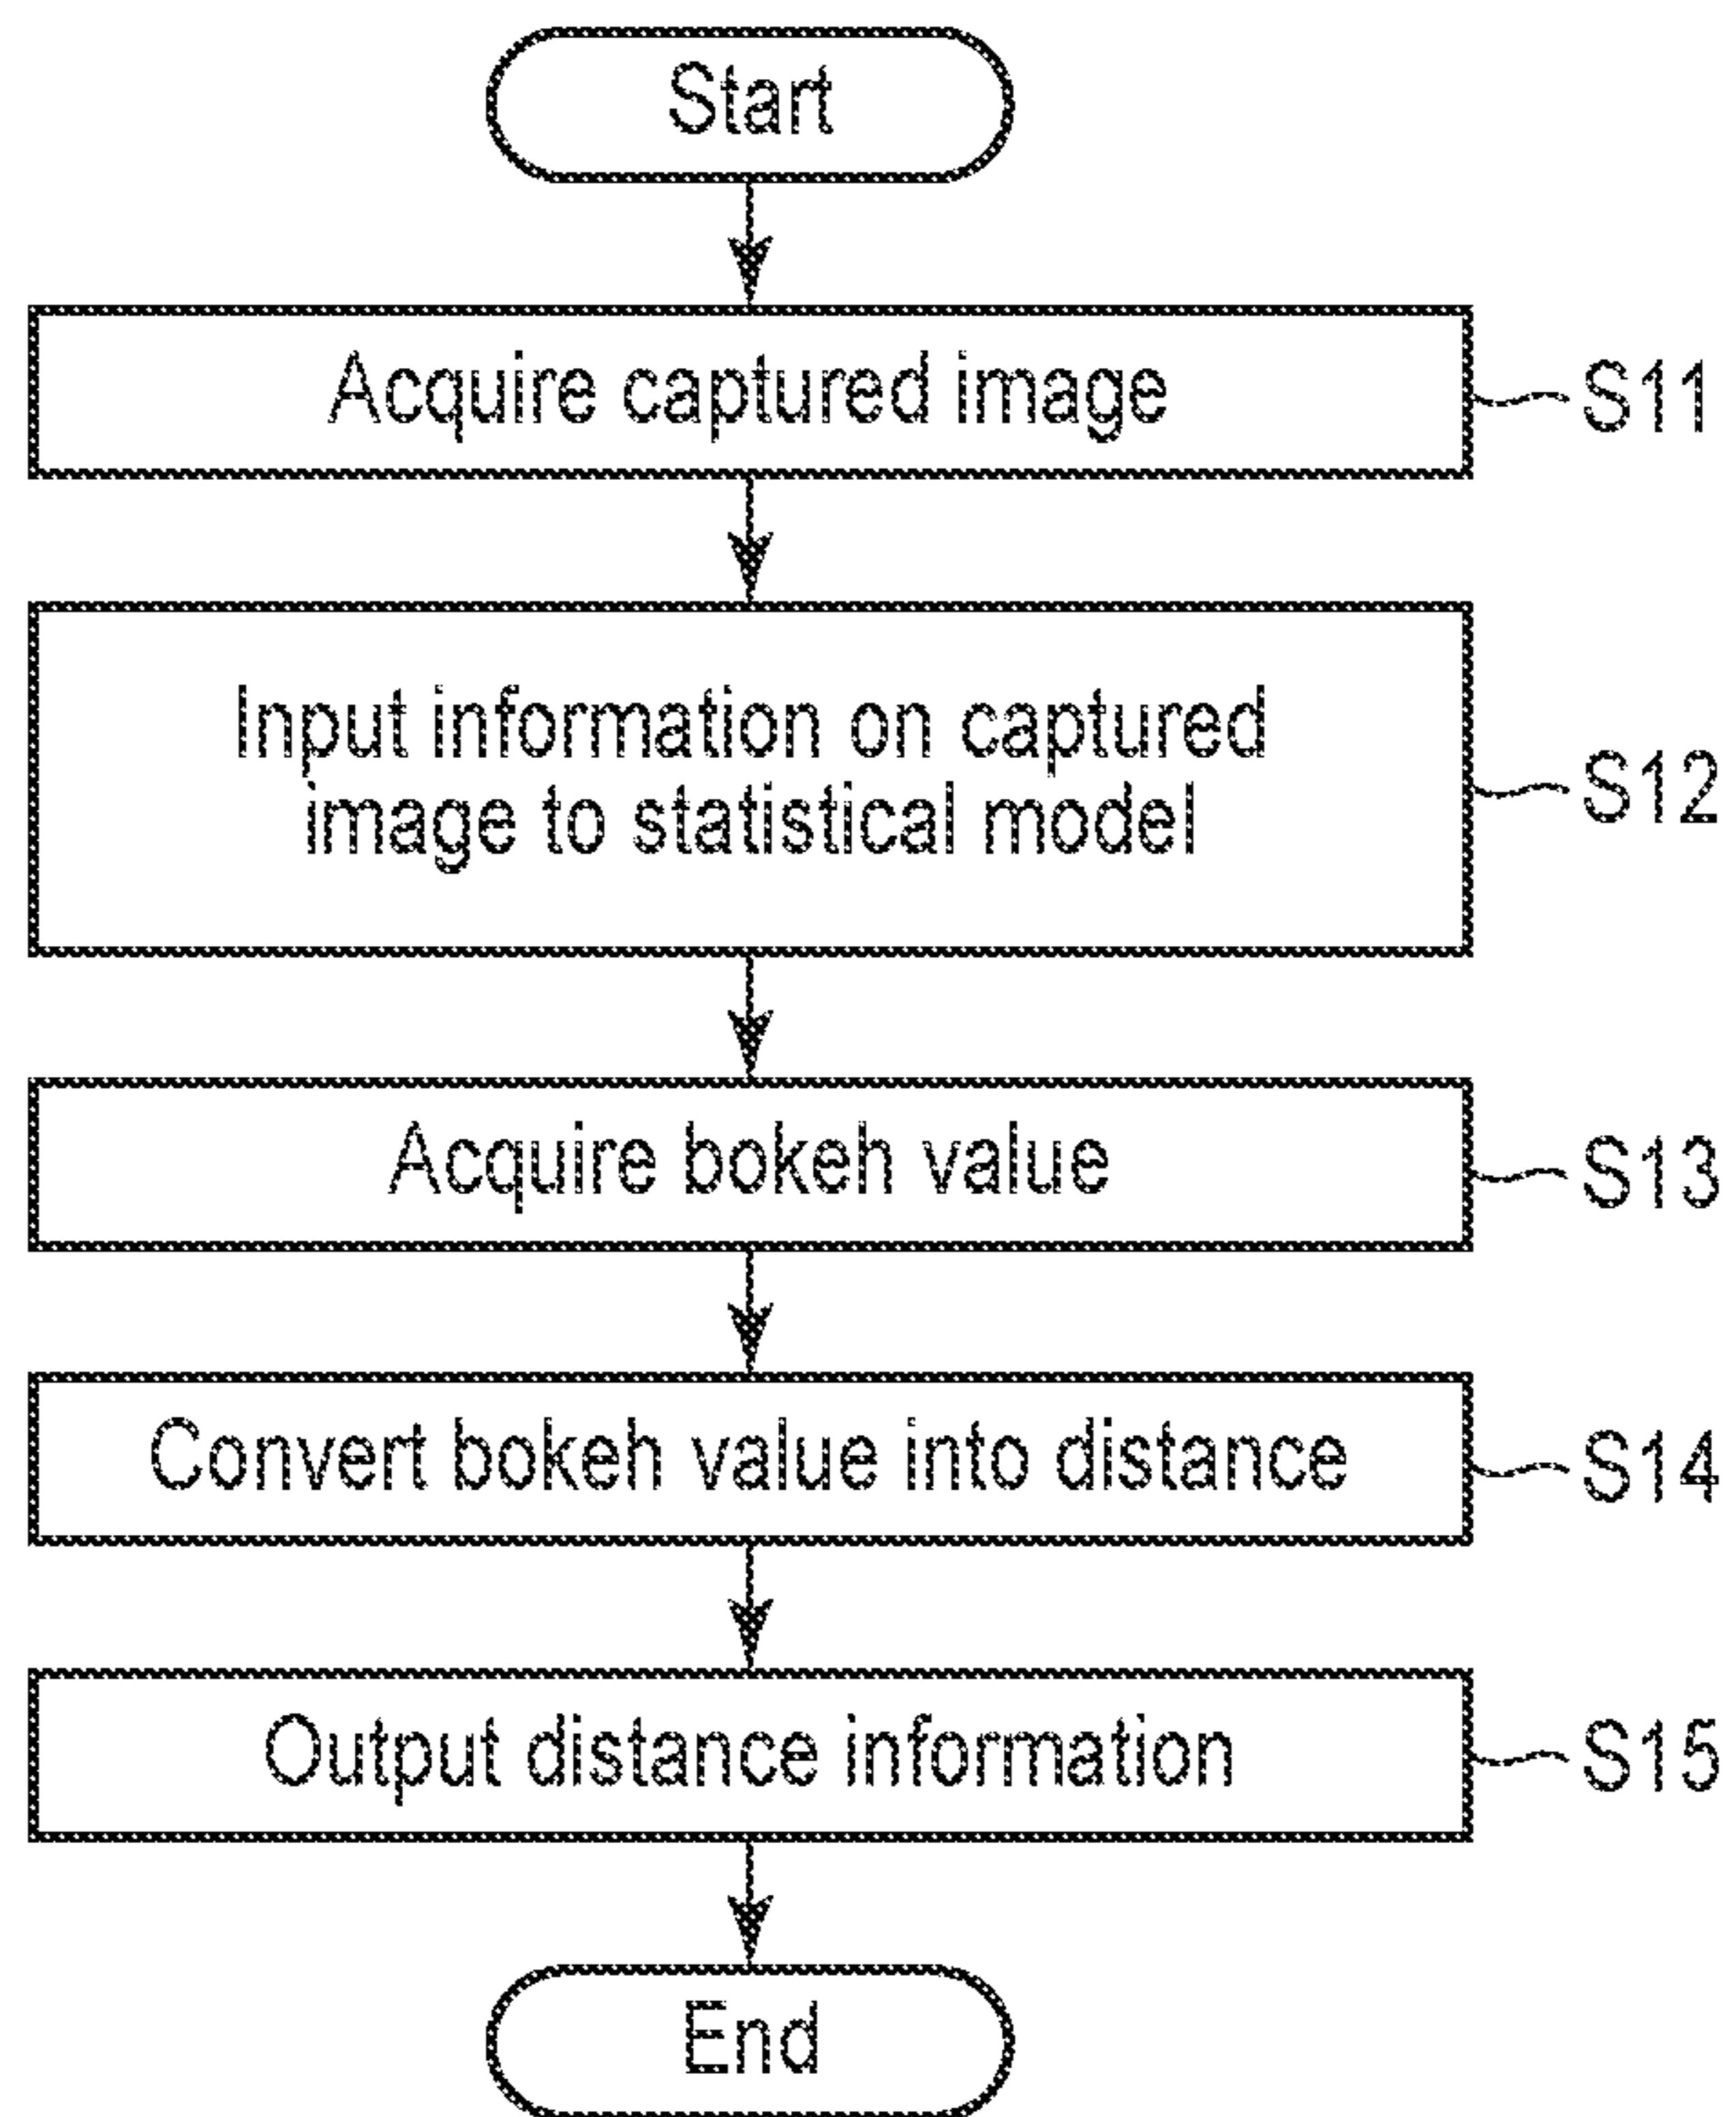 Start
Acquire captured image
S11
Input information on captured
image to statistical model
S12
Acquire bokeh value
S13
Convert bokeh value into distance
S14
Output distance information
S15
End